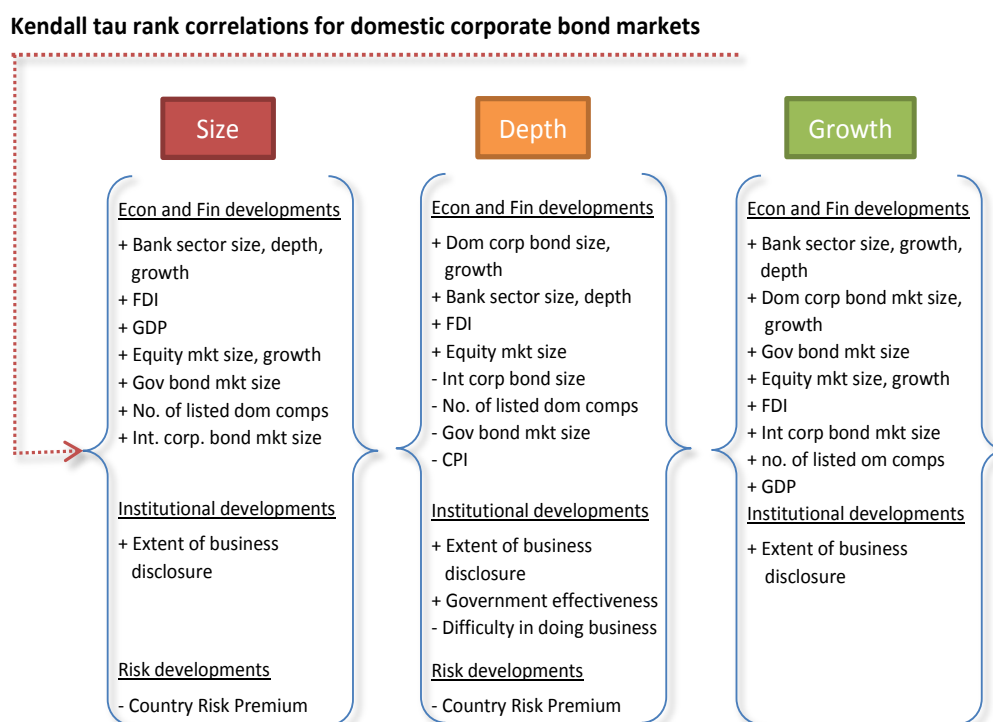 Kendall tau rank correlations for domestic corporate bond markets
Size
Econ and Fin developments
+ Bank sector size, depth,
growth
+ FDI
+ GDP
+ Equity mkt size, growth
+ Gov bond mkt size
+ No. of listed dom comps
+ Int. corp. bond mkt size
Institutional developments
+ Extent of business
disclosure
Risk developments
- Country Risk Premium
Depth
Econ and Fin developments
+ Dom corp bond size,
growth
+ Bank sector size, depth
+ FDI
+ Equity mkt size
- Int corp bond size
- No. of listed dom comps
- Gov bond mkt size
- CPI
Institutional developments
+ Extent of business
disclosure
+ Government effectiveness
- Difficulty in doing business
Risk developments
- Country Risk Premium
Growth
Econ and Fin developments
+ Bank sector size, growth,
depth
+ Dom corp bond mkt size,
growth
+ Gov bond mkt size
+ Equity mkt size, growth
+ FDI
+ Int corp bond mkt size
+ no. of listed om comps
+ GDP
Institutional developments
+ Extent of business
disclosure